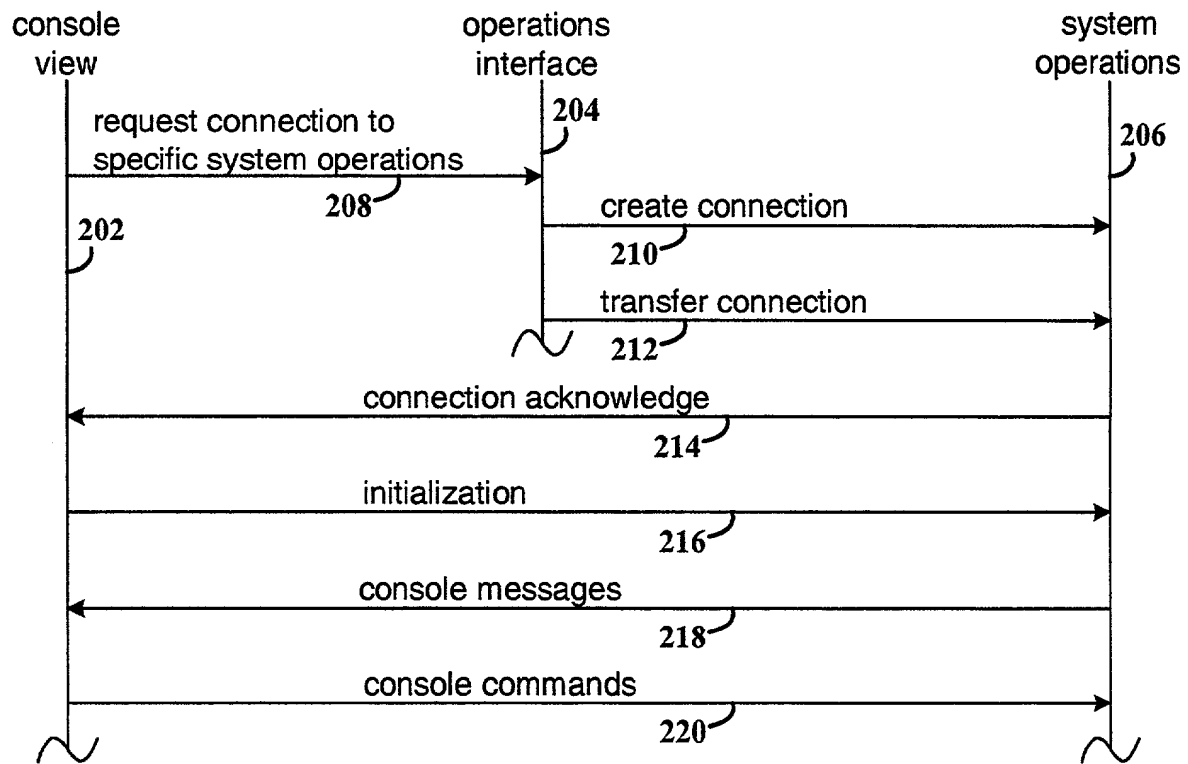 console
view
operations
interface
system
operations
204
request connection to
specific system operations
206
208
create connection
202
210
transfer connection
212
connection acknowledge
214
initialization
216
console messages
218
console commands
220